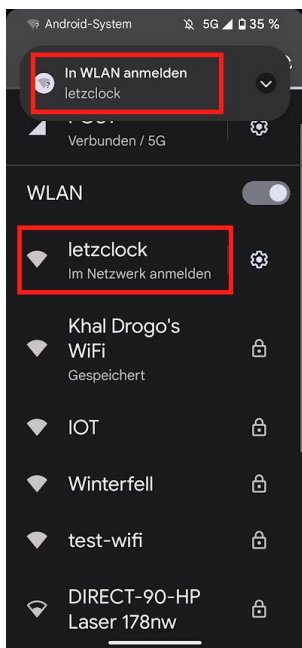 Android-System 5G 35 %
In WLAN anmelden
letzclock
Verbunden / 5G
WLAN
letzclock
Im Netzwerk anmelden
Khal Drogo's
WiFi
Gespeichert
IOT
Winterfell
test-wifi
DIRECT-90-HP
Laser 178nw